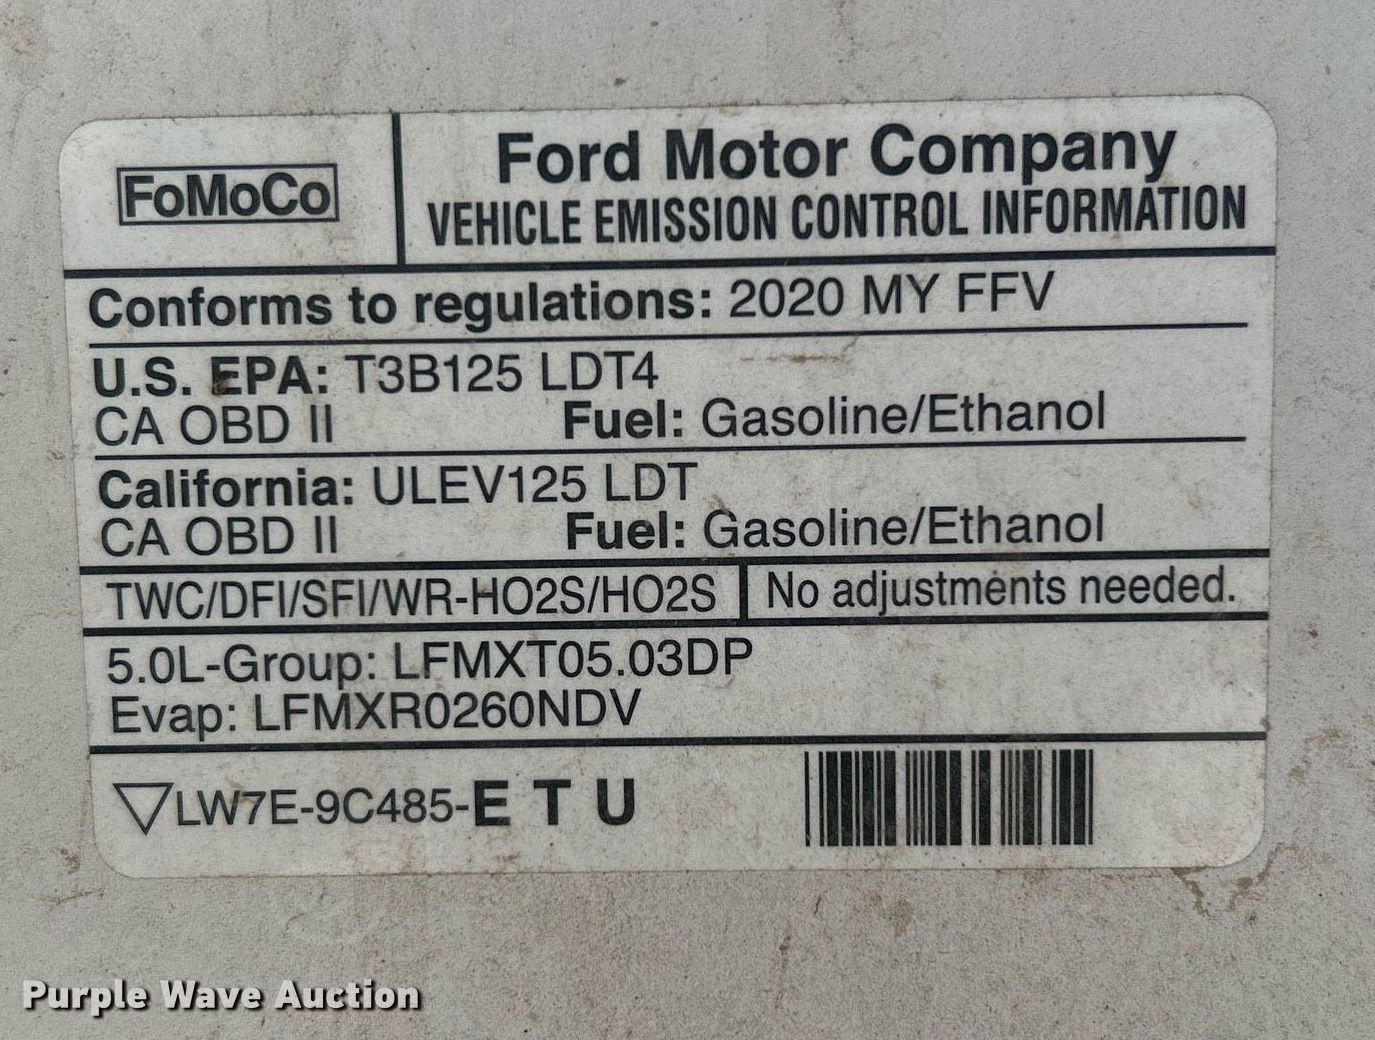 FoMoCo
Ford Motor Company
VEHICLE EMISSION CONTROL INFORMATION
Conforms to regulations: 2020 MY FFV
U.S. EPA: T3B125 LDT4
CA OBD II Fuel: Gasoline/Ethanol
California: ULEV125 LDT
CA OBD II Fuel: Gasoline/Ethanol
TWC/DFI/SFI/WR-HO2S/HO2S No adjustments needed.
5.0L-Group: LFMXT05.03DP
Evap: LFMXR0260NDV
LW7E-9C485-E T U
Purple Wave Auction